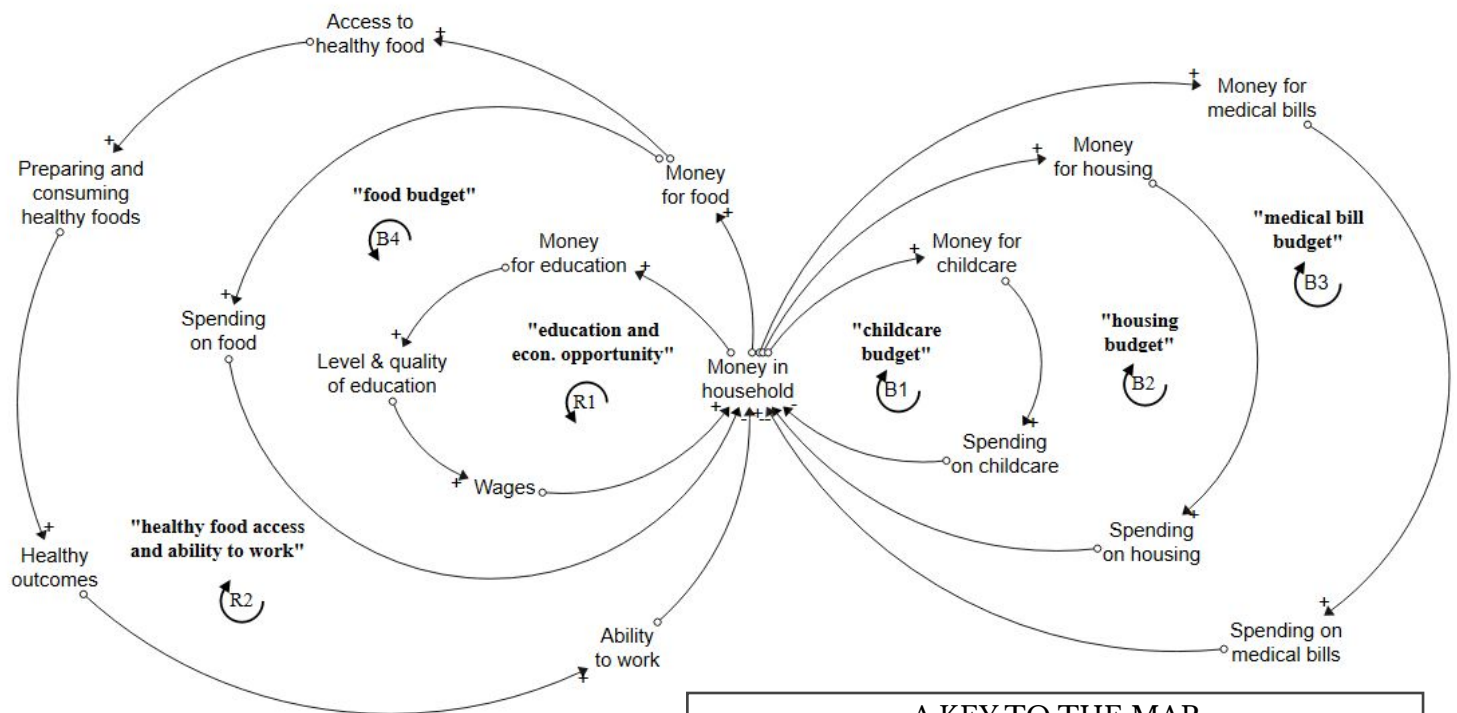 Access to
healthy food
+
+
Preparing and
consuming
healthy foods
+
"food budget"
B4
Money
for food
+
Money
for education
+
Spending
on food
+
Level & quality
of education
+
"education and
econ. opportunity"
R1
Wages
+
Money in
household
+
-
+
-
-
-
"childcare
budget"
B1
Money for
childcare
+
Spending
on childcare
+
Money
for housing
+
"housing
budget"
B2
Spending
on housing
+
Money for
medical bills
+
"medical bill
budget"
B3
Spending on
medical bills
+
Healthy
outcomes
+
"healthy food access
and ability to work"
R2
Ability
to work
+
A KEY TO THE MAP